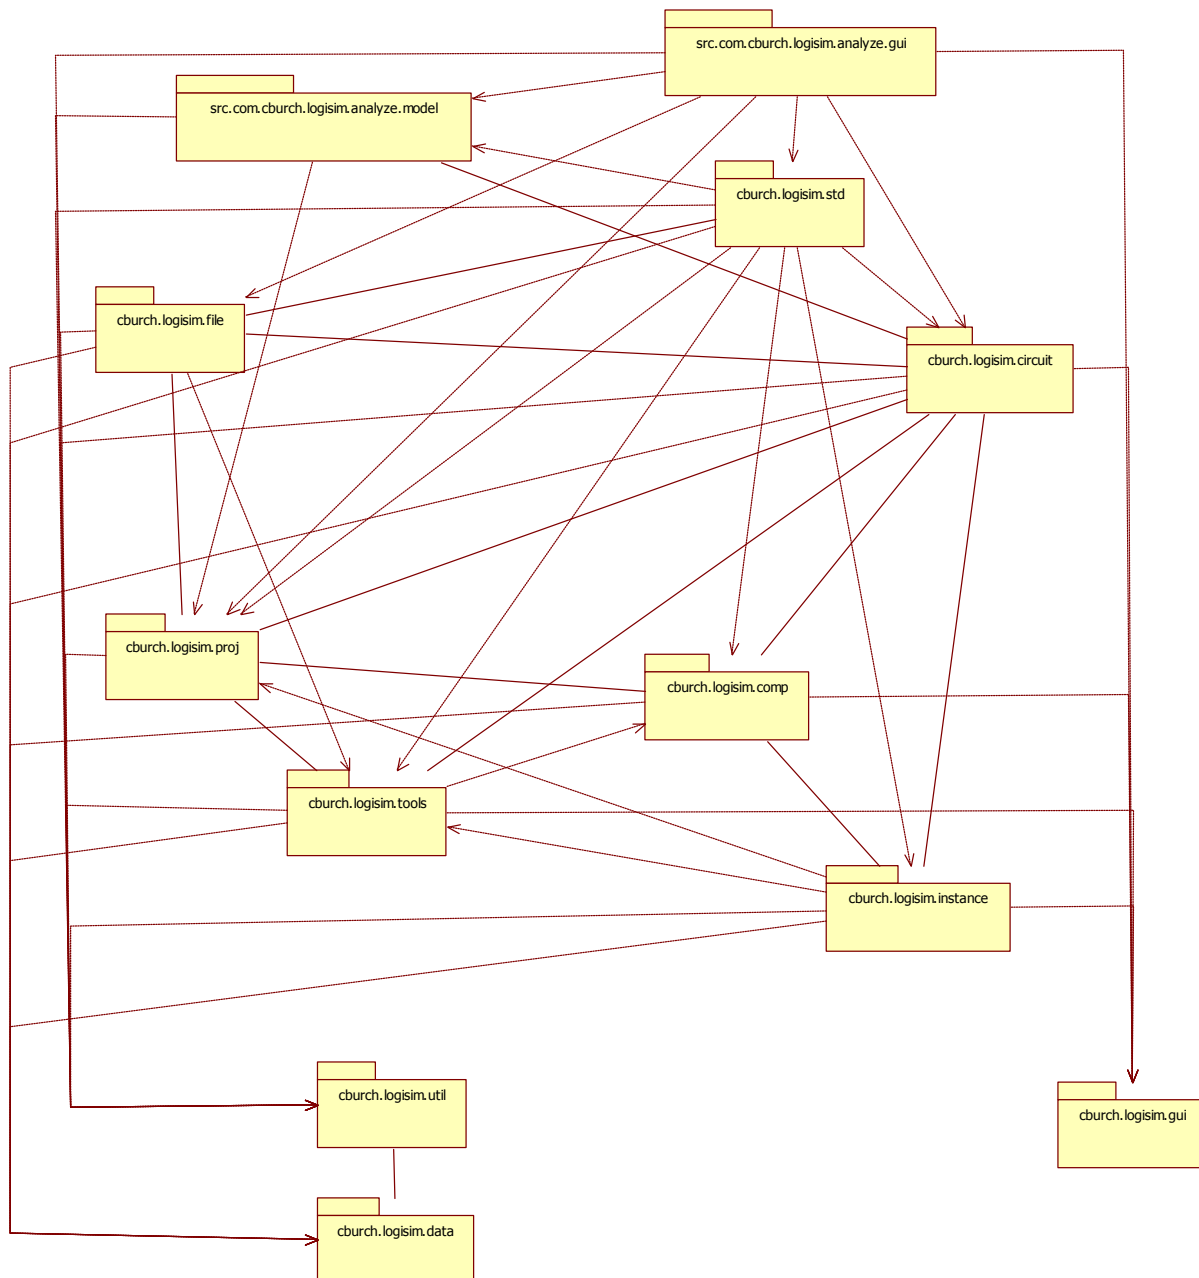 src.com.cburch.logisim.analyze.gui
src.com.cburch.logisim.analyze.model
cburch.logisim.std
cburch.logisim.file
cburch.logisim.circuit
cburch.logisim.proj
cburch.logisim.comp
cburch.logisim.tools
cburch.logisim.instance
cburch.logisim.util
cburch.logisim.gui
cburch.logisim.data